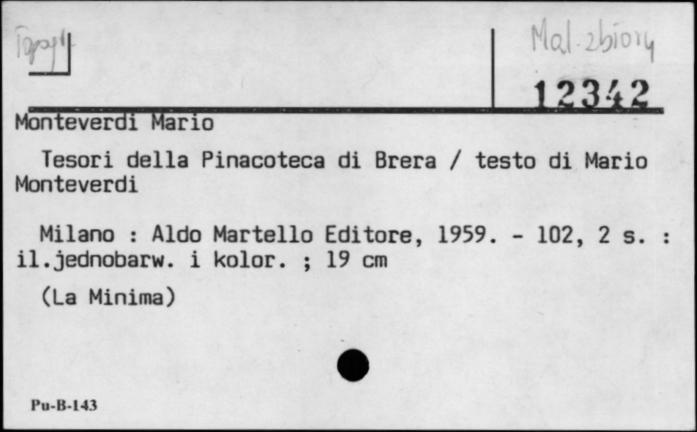 Mal. zbiory
12342
Monteverdi Mario
Tesori della Pinacoteca di Brera / testo di Mario
Monteverdi
Milano : Aldo Martello Editore, 1959. - 102, 2 s. :
il.jednobarw. i kolor. ; 19 cm
(La Minima)
Pu-B-143